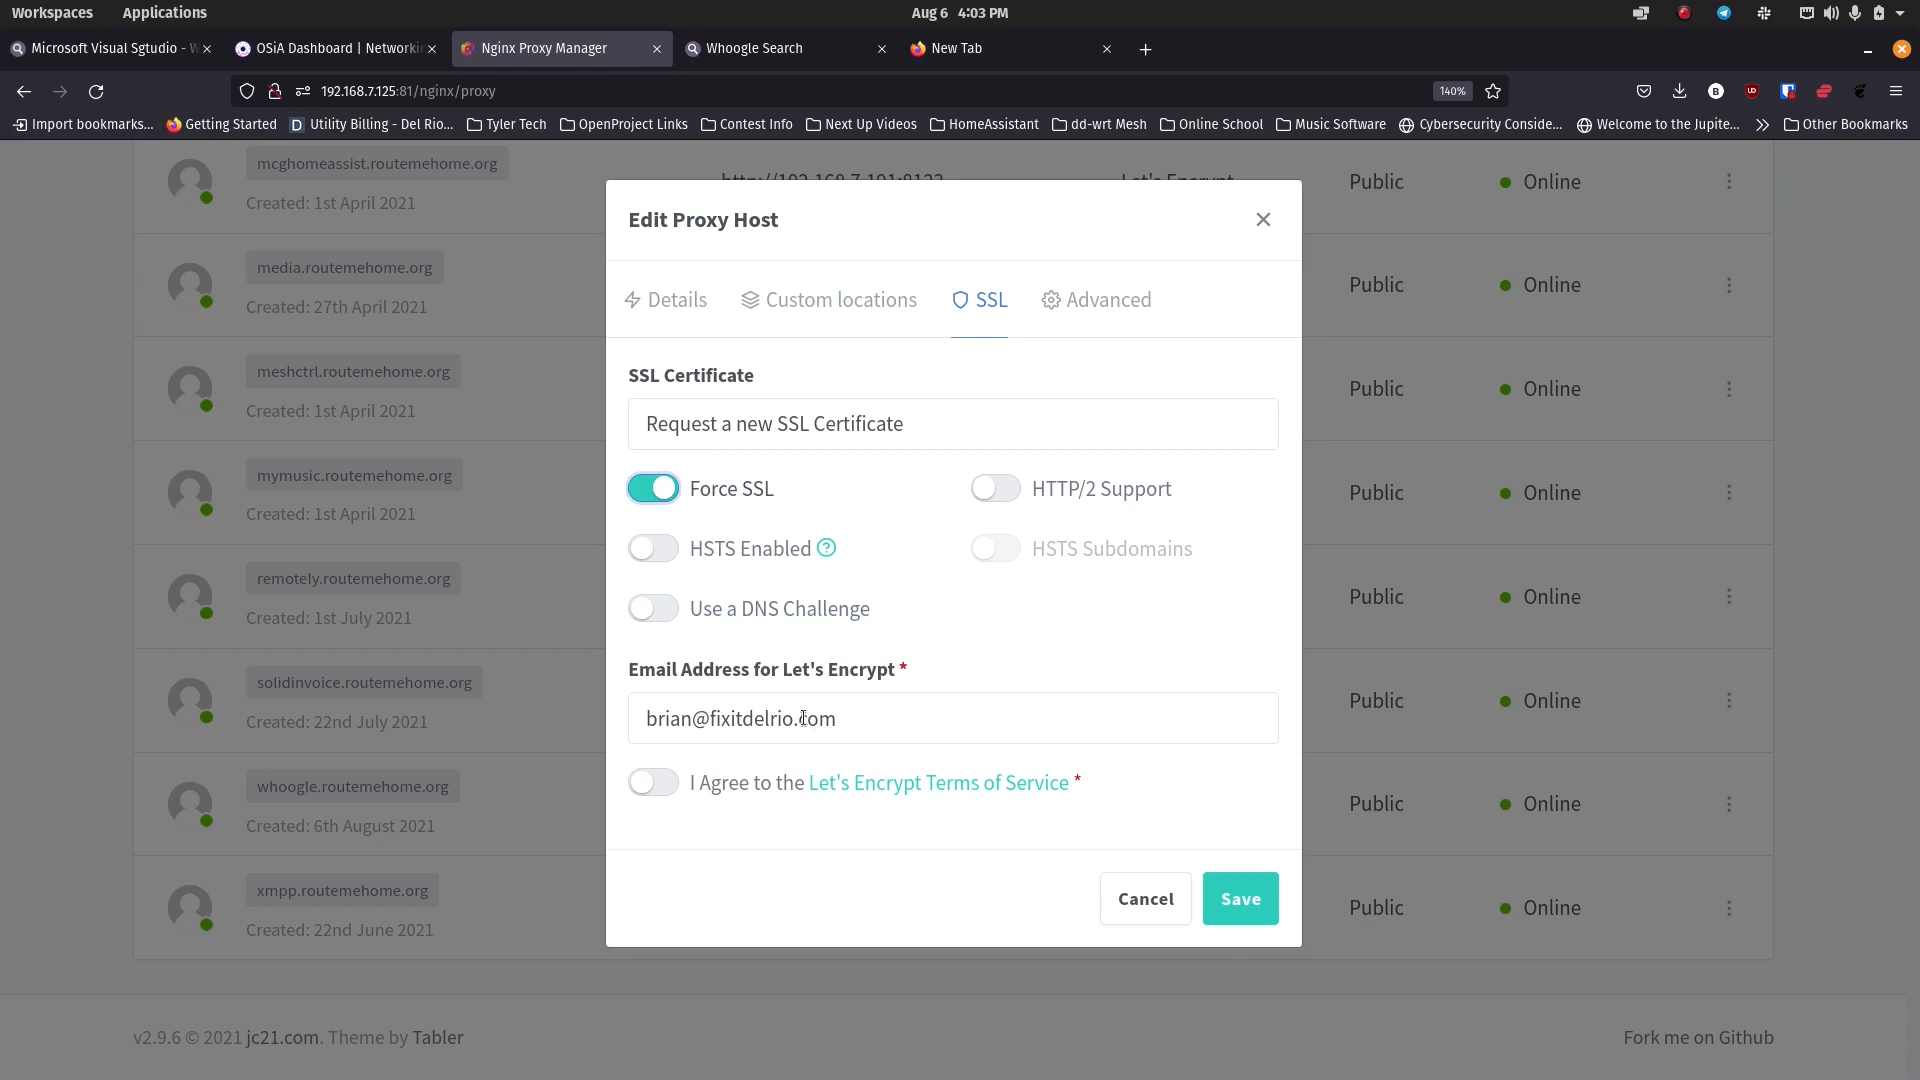 Workspaces Applications Aug 6 4:03 PM
Microsoft Visual Sgtudio - W OSiA Dashboard | Networkin Nginx Proxy Manager Whoogle Search New Tab
192.168.7.125:81/nginx/proxy 140%
Import bookmarks... Getting Started Utility Billing - Del Rio... Tyler Tech OpenProject Links Contest Info Next Up Videos HomeAssistant dd-wrt Mesh Online School Music Software Cybersecurity Conside... Welcome to the Jupite... Other Bookmarks
mcghomeassist.routemehome.org
http://192.168.7.191:8123 Let's Encrypt Public Online
Created: 1st April 2021
Edit Proxy Host
media.routemehome.org
Public Online
Created: 27th April 2021
Details Custom locations SSL Advanced
meshctrl.routemehome.org
SSL Certificate
Public Online
Created: 1st April 2021
Request a new SSL Certificate
mymusic.routemehome.org
Force SSL HTTP/2 Support
Public Online
Created: 1st April 2021
HSTS Enabled HSTS Subdomains
remotely.routemehome.org
Public Online
Use a DNS Challenge
Created: 1st July 2021
Email Address for Let's Encrypt *
solidinvoice.routemehome.org
Public Online
brian@fixitdelrio.com
Created: 22nd July 2021
I Agree to the Let's Encrypt Terms of Service *
whoogle.routemehome.org
Public Online
Created: 6th August 2021
xmpp.routemehome.org
Cancel Save
Public Online
Created: 22nd June 2021
v2.9.6 © 2021 jc21.com. Theme by Tabler Fork me on Github